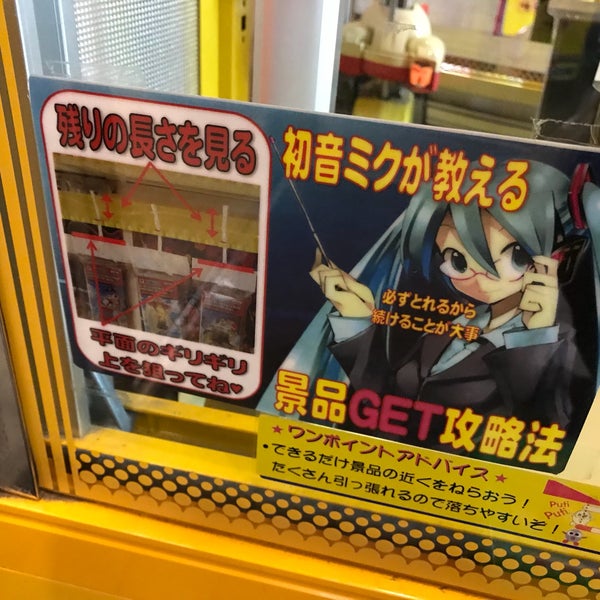 残りの長さを見る
平面のギリギリ
上を狙ってね♥
初音ミクが教える
必ずとれるから
続けることが大事
景品GET攻略法
★ワンポイントアドバイス★
・できるだけ景品の近くをねらおう！
たくさん引っ張れるので落ちやすいぞ！
Puti
Puti